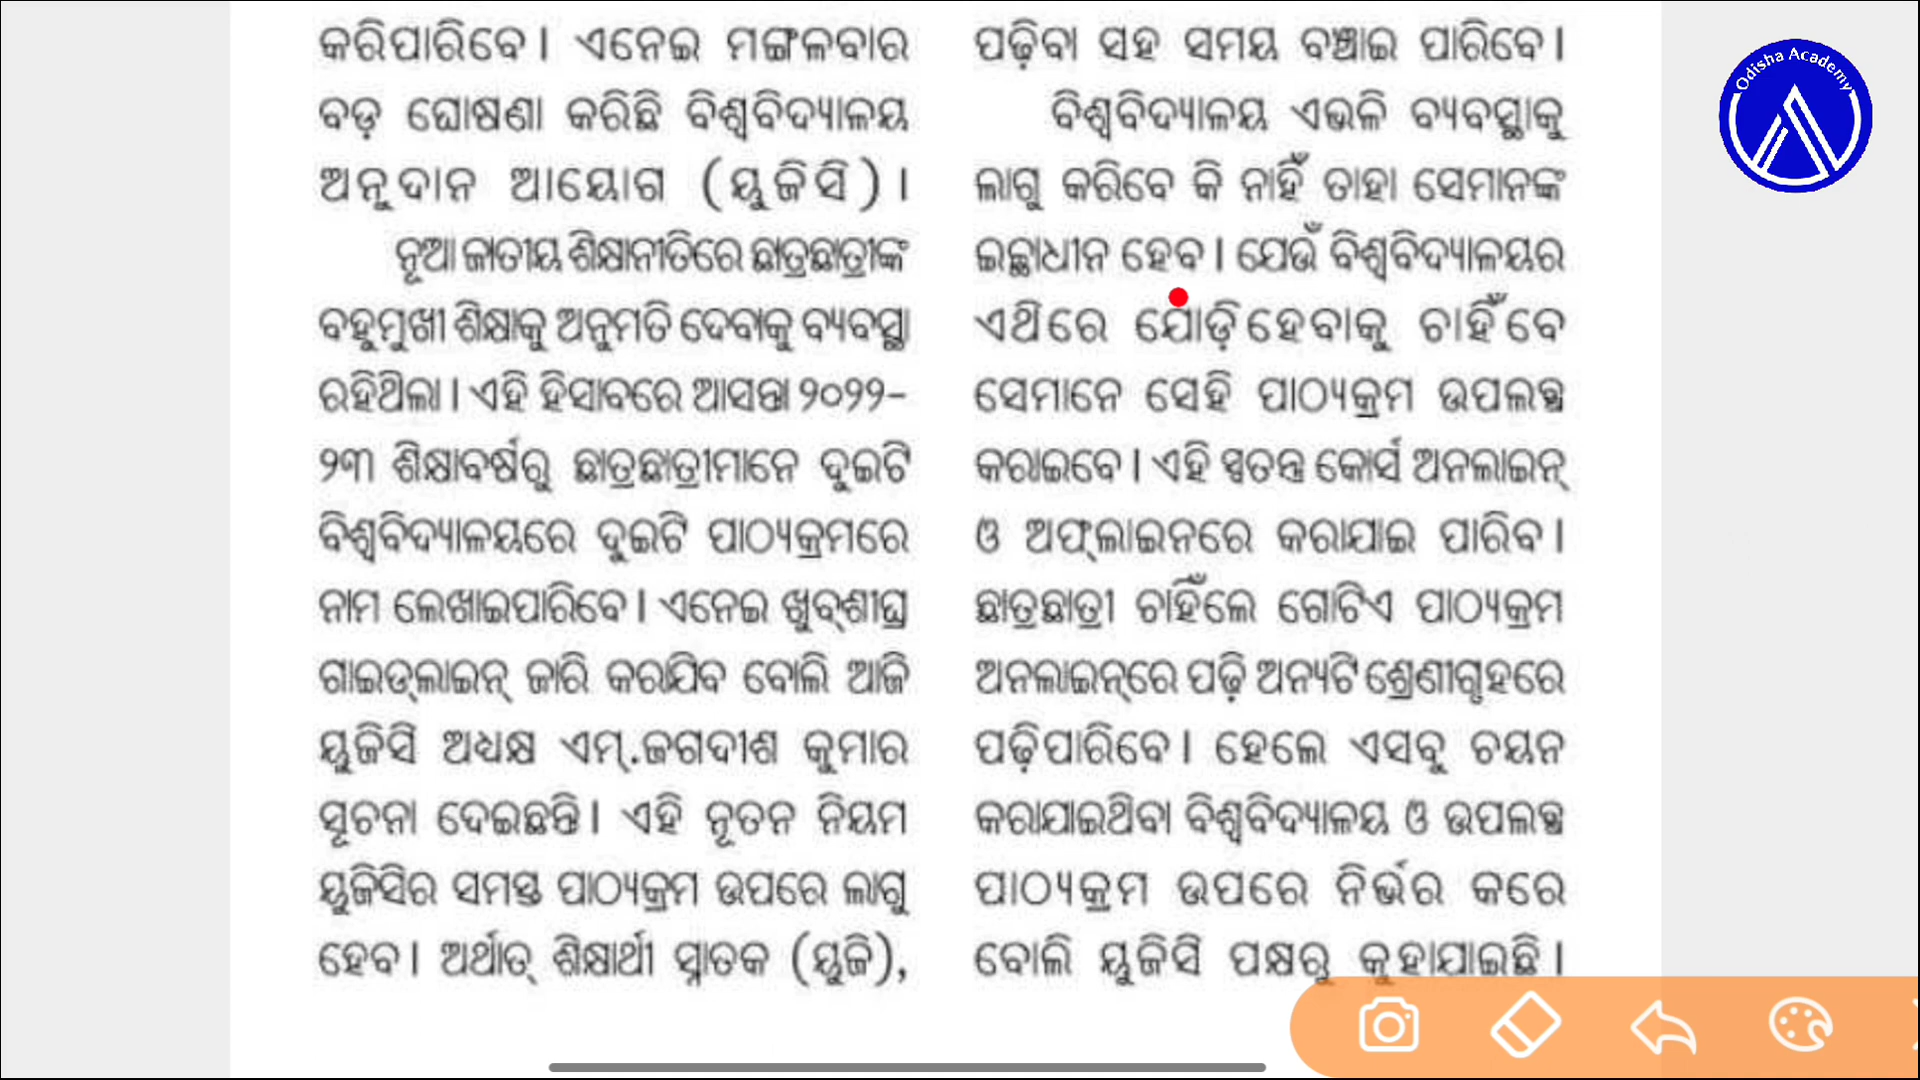 କରିପାରିବେ। ଏନେଇ ମଙ୍ଗଳବାର
ବଡ଼ ଘୋଷଣା କରିଛି ବିଶ୍ୱବିଦ୍ୟାଳୟ
ଅନୁଦାନ ଆୟୋଗ (ୟୁଜିସି)।
ନୂଆ ଜାତୀୟ ଶିକ୍ଷାନୀତିରେ ଛାତ୍ରଛାତ୍ରୀଙ୍କ
ବହୁମୁଖୀ ଶିକ୍ଷାକୁ ଅନୁମତି ଦେବାକୁ ବ୍ୟବସ୍ଥା
ରହିଥିଲା। ଏହି ହିସାବରେ ଆସନ୍ତା ୨୦୨୨-
୨୩ ଶିକ୍ଷାବର୍ଷରୁ ଛାତ୍ରଛାତ୍ରୀମାନେ ଦୁଇଟି
ବିଶ୍ୱବିଦ୍ୟାଳୟରେ ଦୁଇଟି ପାଠ୍ୟକ୍ରମରେ
ନାମ ଲେଖାଇପାରିବେ। ଏନେଇ ଖୁବ୍‌ଶୀଘ୍ର
ଗାଇଡ୍‌ଲାଇନ୍ ଜାରି କରାଯିବ ବୋଲି ଆଜି
ୟୁଜିସି ଅଧ୍ୟକ୍ଷ ଏମ୍.ଜଗଦୀଶ କୁମାର
ସୂଚନା ଦେଇଛନ୍ତି। ଏହି ନୂତନ ନିୟମ
ୟୁଜିସିର ସମସ୍ତ ପାଠ୍ୟକ୍ରମ ଉପରେ ଲାଗୁ
ହେବ। ଅର୍ଥାତ୍ ଶିକ୍ଷାର୍ଥୀ ସ୍ନାତକ (ୟୁଜି),
ପଢ଼ିବା ସହ ସମୟ ବଞ୍ଚାଇ ପାରିବେ।
ବିଶ୍ୱବିଦ୍ୟାଳୟ ଏଭଳି ବ୍ୟବସ୍ଥାକୁ
ଲାଗୁ କରିବେ କି ନାହିଁ ତାହା ସେମାନଙ୍କ
ଇଚ୍ଛାଧୀନ ହେବ। ଯେଉଁ ବିଶ୍ୱବିଦ୍ୟାଳୟର
ଏଥିରେ ଯୋଡ଼ି ହେବାକୁ ଚାହିଁବେ
ସେମାନେ ସେହି ପାଠ୍ୟକ୍ରମ ଉପଲବ୍ଧ
କରାଇବେ। ଏହି ସ୍ୱତନ୍ତ୍ର କୋର୍ସ ଅନଲାଇନ୍
ଓ ଅଫ୍‌ଲାଇନରେ କରାଯାଇ ପାରିବ।
ଛାତ୍ରଛାତ୍ରୀ ଚାହିଁଲେ ଗୋଟିଏ ପାଠ୍ୟକ୍ରମ
ଅନଲାଇନ୍‌ରେ ପଢ଼ି ଅନ୍ୟଟି ଶ୍ରେଣୀଗୃହରେ
ପଢ଼ିପାରିବେ। ହେଲେ ଏସବୁ ଚୟନ
କରାଯାଇଥିବା ବିଶ୍ୱବିଦ୍ୟାଳୟ ଓ ଉପଲବ୍ଧ
ପାଠ୍ୟକ୍ରମ ଉପରେ ନିର୍ଭର କରେ
ବୋଲି ୟୁଜିସି ପକ୍ଷରୁ କୁହାଯାଇଛି।
Odisha Academy